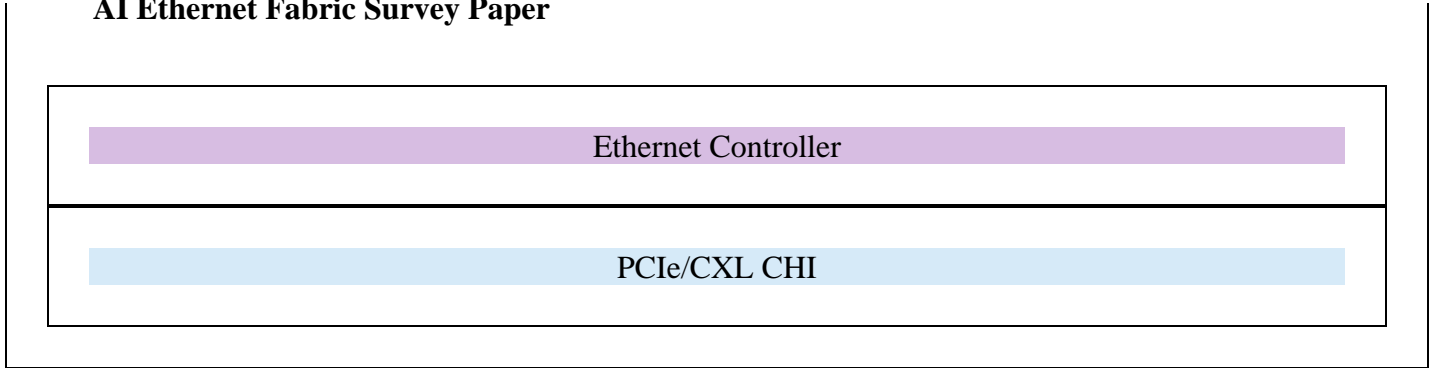 AI Ethernet Fabric Survey Paper
Ethernet Controller
PCIe/CXL CHI